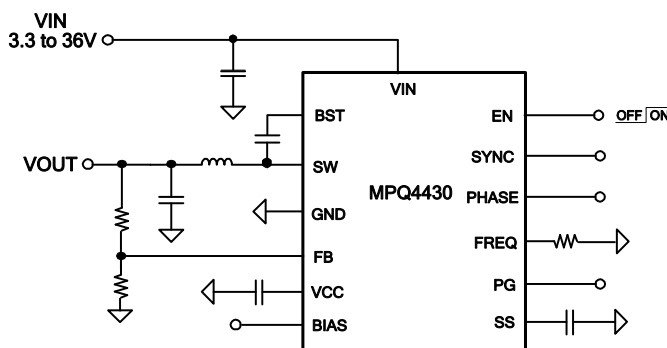 VIN
3.3 to 36V
VIN
BST
EN
OFF ON
SYNC
VOUT
SW
MPQ4430
PHASE
GND
FREQ
FB
PG
VCC
SS
BIAS